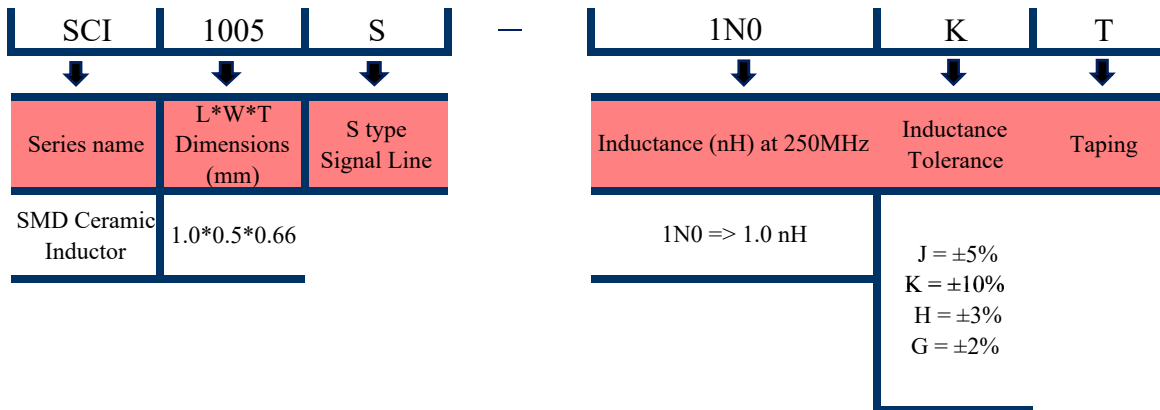 SCI 1005 S – 1N0 K T
Series name
L*W*T
Dimensions
(mm)
S type
Signal Line
Inductance (nH) at 250MHz
Inductance
Tolerance
Taping
SMD Ceramic
Inductor
1.0*0.5*0.66
1N0 => 1.0 nH
J = ±5%
K = ±10%
H = ±3%
G = ±2%